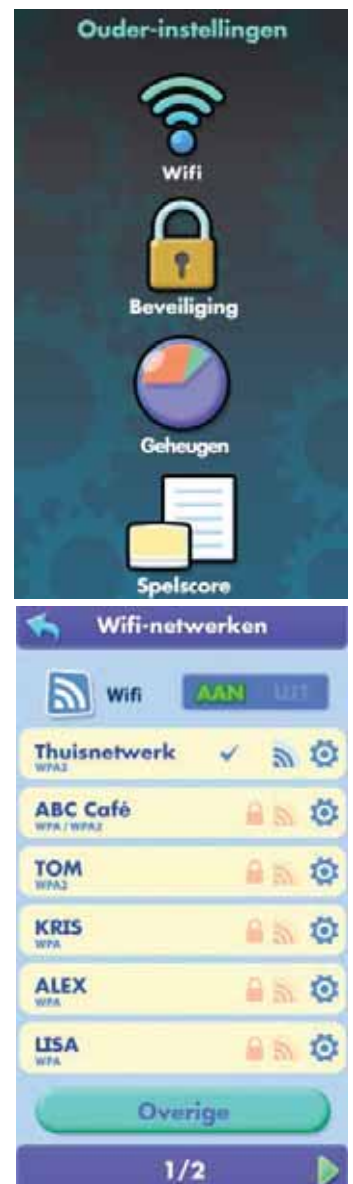 Ouder-instellingen
Wifi
Beveiliging
Geheugen
Spelscore
Wifi-netwerken
Wifi AAN UIT
Thuisnetwerk
WPA2
ABC Café
WPA / WPA2
TOM
WPA2
KRIS
WPA
ALEX
WPA
LISA
WPA
Overige
1/2